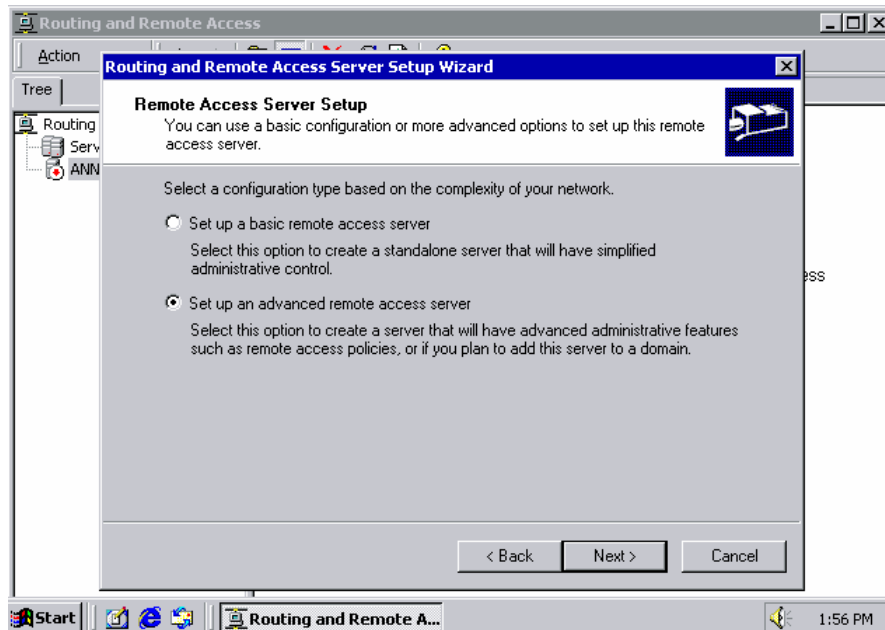 Routing and Remote Access
Action
Tree
Routing
Serv
ANN
Routing and Remote Access Server Setup Wizard
Remote Access Server Setup
You can use a basic configuration or more advanced options to set up this remote
access server.
Select a configuration type based on the complexity of your network.
Set up a basic remote access server
Select this option to create a standalone server that will have simplified
administrative control.
Set up an advanced remote access server
Select this option to create a server that will have advanced administrative features
such as remote access policies, or if you plan to add this server to a domain.
< Back
Next >
Cancel
Start
Routing and Remote A...
1:56 PM